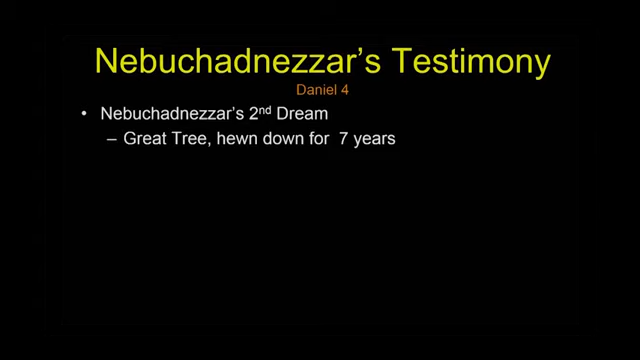 Nebuchadnezzar's Testimony
Daniel 4
• Nebuchadnezzar's 2nd Dream
– Great Tree, hewn down for 7 years